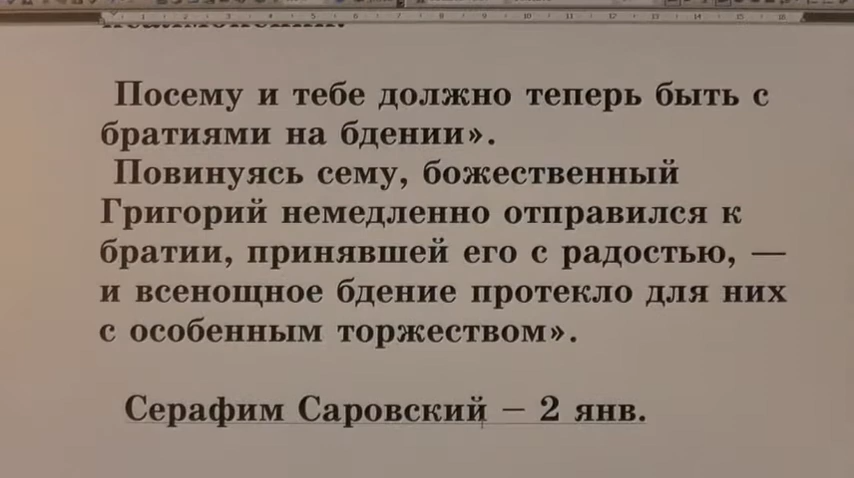 Посему и тебе должно теперь быть с
братиями на бдении».
Повинуясь сему, божественный
Григорий немедленно отправился к
братии, принявшей его с радостью, —
и всенощное бдение протекло для них
с особенным торжеством».
Серафим Саровский – 2 янв.